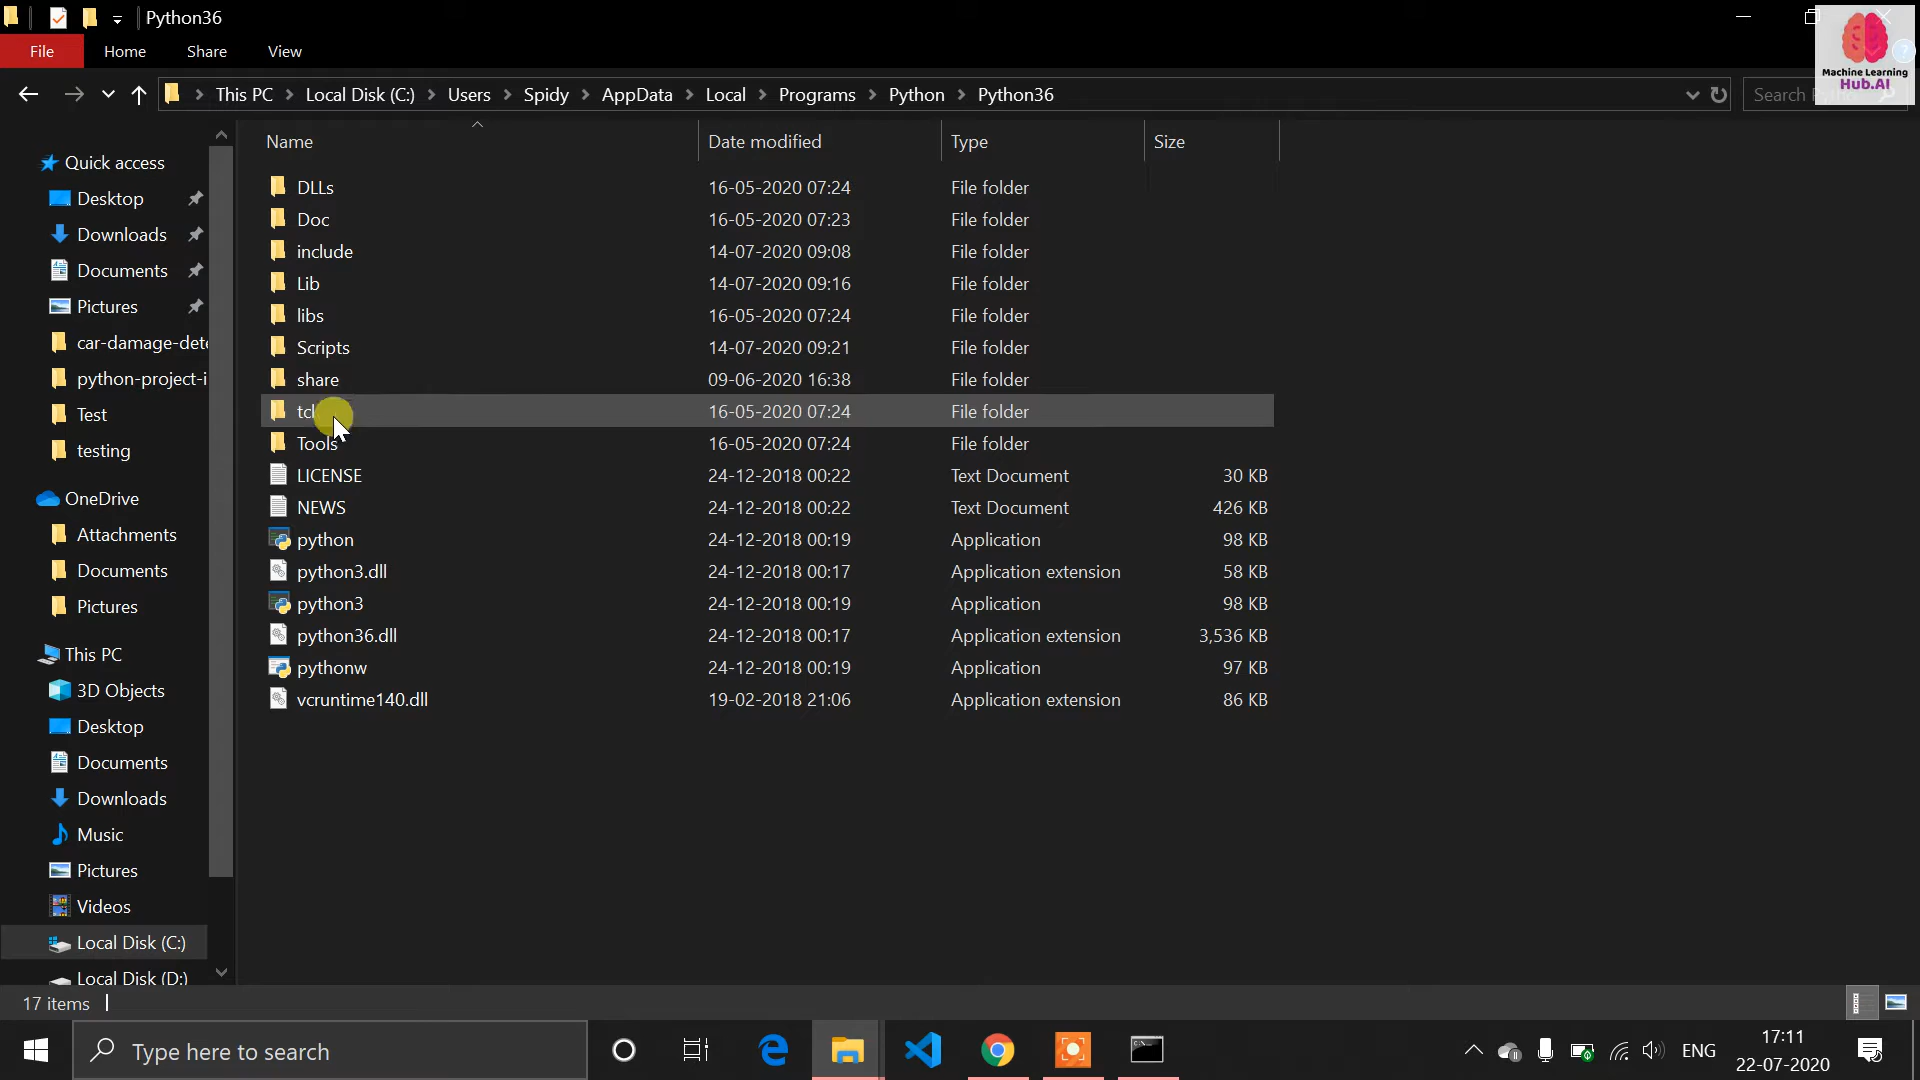 Python36
File Home Share View
Machine Learning
Hub.AI
This PC Local Disk (C:) Users Spidy AppData Local Programs Python Python36
Search
Name Date modified Type Size
Quick access
Desktop
Downloads
Documents
Pictures
car-damage-dete
python-project-i
Test
testing
OneDrive
Attachments
Documents
Pictures
This PC
3D Objects
Desktop
Documents
Downloads
Music
Pictures
Videos
Local Disk (C:)
Local Disk (D:)
DLLs 16-05-2020 07:24 File folder
Doc 16-05-2020 07:23 File folder
include 14-07-2020 09:08 File folder
Lib 14-07-2020 09:16 File folder
libs 16-05-2020 07:24 File folder
Scripts 14-07-2020 09:21 File folder
share 09-06-2020 16:38 File folder
tcl 16-05-2020 07:24 File folder
Tools 16-05-2020 07:24 File folder
LICENSE 24-12-2018 00:22 Text Document 30 KB
NEWS 24-12-2018 00:22 Text Document 426 KB
python 24-12-2018 00:19 Application 98 KB
python3.dll 24-12-2018 00:17 Application extension 58 KB
python3 24-12-2018 00:19 Application 98 KB
python36.dll 24-12-2018 00:17 Application extension 3,536 KB
pythonw 24-12-2018 00:19 Application 97 KB
vcruntime140.dll 19-02-2018 21:06 Application extension 86 KB
17 items
Type here to search
ENG
17:11
22-07-2020